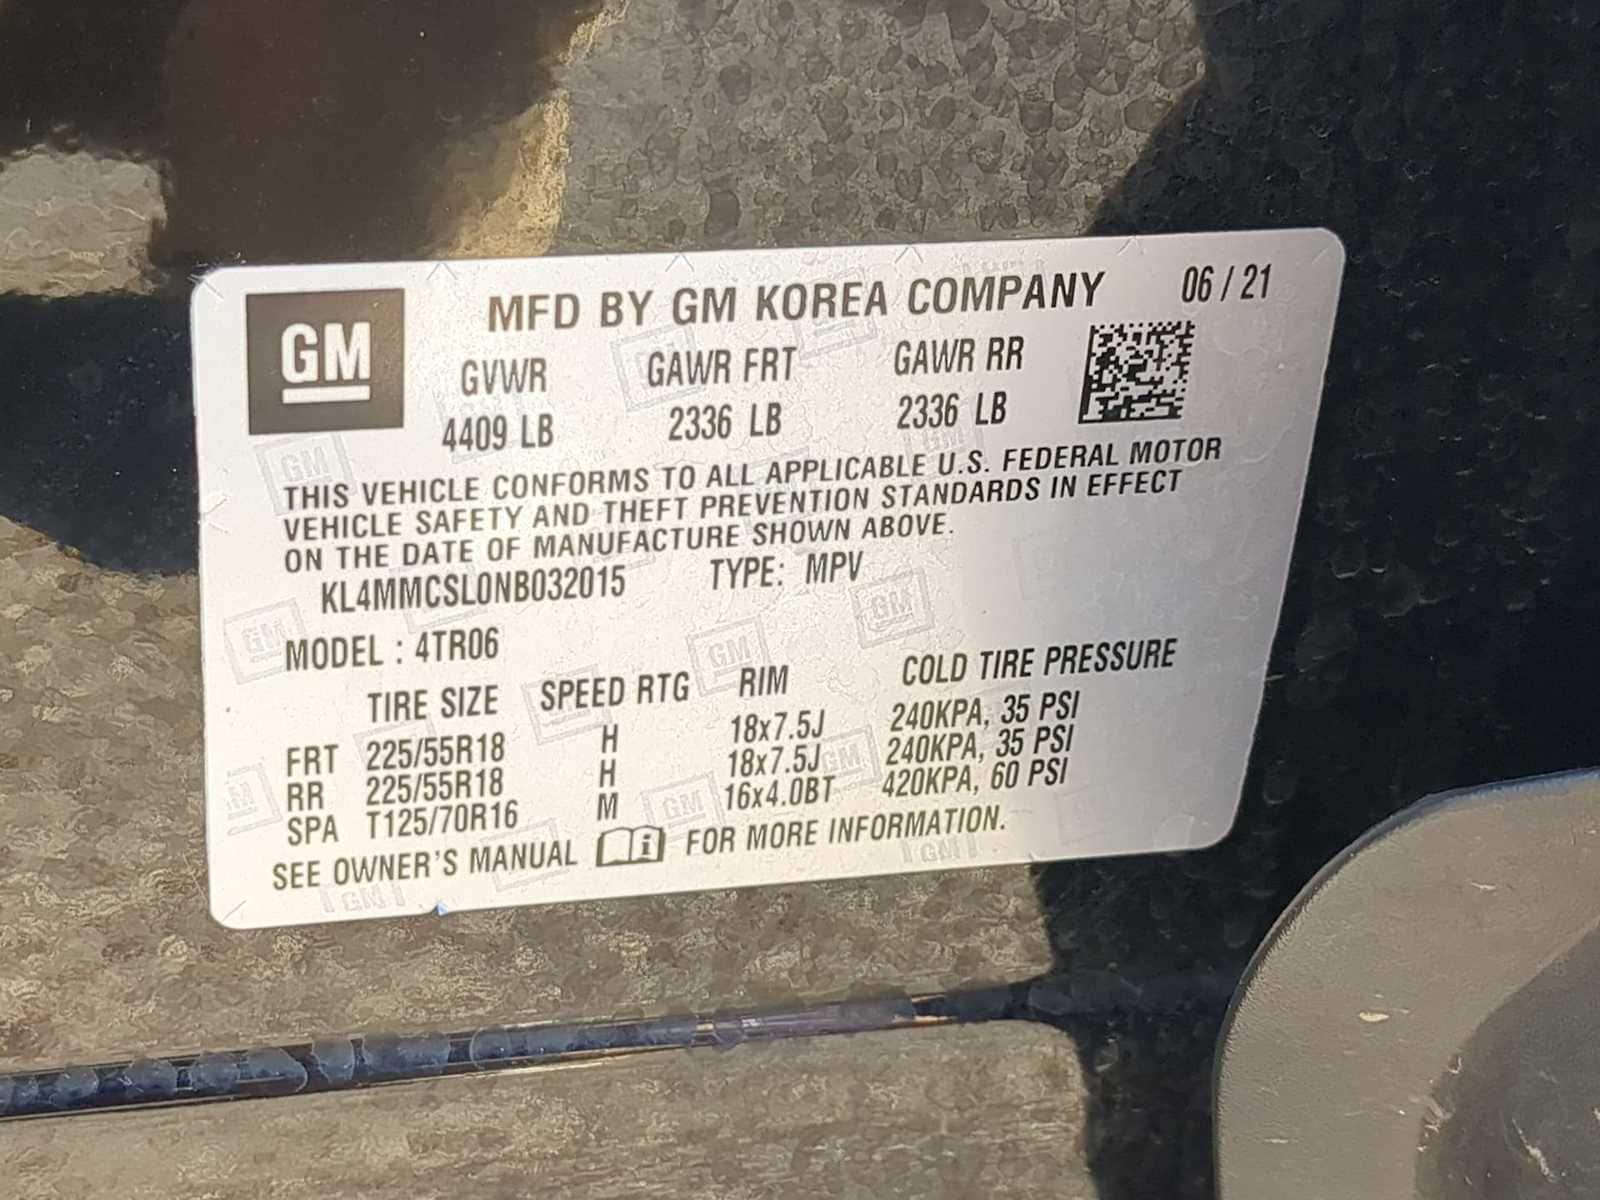 GM
MFD BY GM KOREA COMPANY 06 / 21
GVWR GAWR FRT GAWR RR
4409 LB 2336 LB 2336 LB
THIS VEHICLE CONFORMS TO ALL APPLICABLE U.S. FEDERAL MOTOR
VEHICLE SAFETY AND THEFT PREVENTION STANDARDS IN EFFECT
ON THE DATE OF MANUFACTURE SHOWN ABOVE.
KL4MMCSL0NB032015 TYPE: MPV
MODEL : 4TR06
TIRE SIZE SPEED RTG RIM COLD TIRE PRESSURE
FRT 225/55R18 H 18x7.5J 240KPA, 35 PSI
RR 225/55R18 H 18x7.5J 240KPA, 35 PSI
SPA T125/70R16 M 16x4.0BT 420KPA, 60 PSI
SEE OWNER'S MANUAL i FOR MORE INFORMATION.